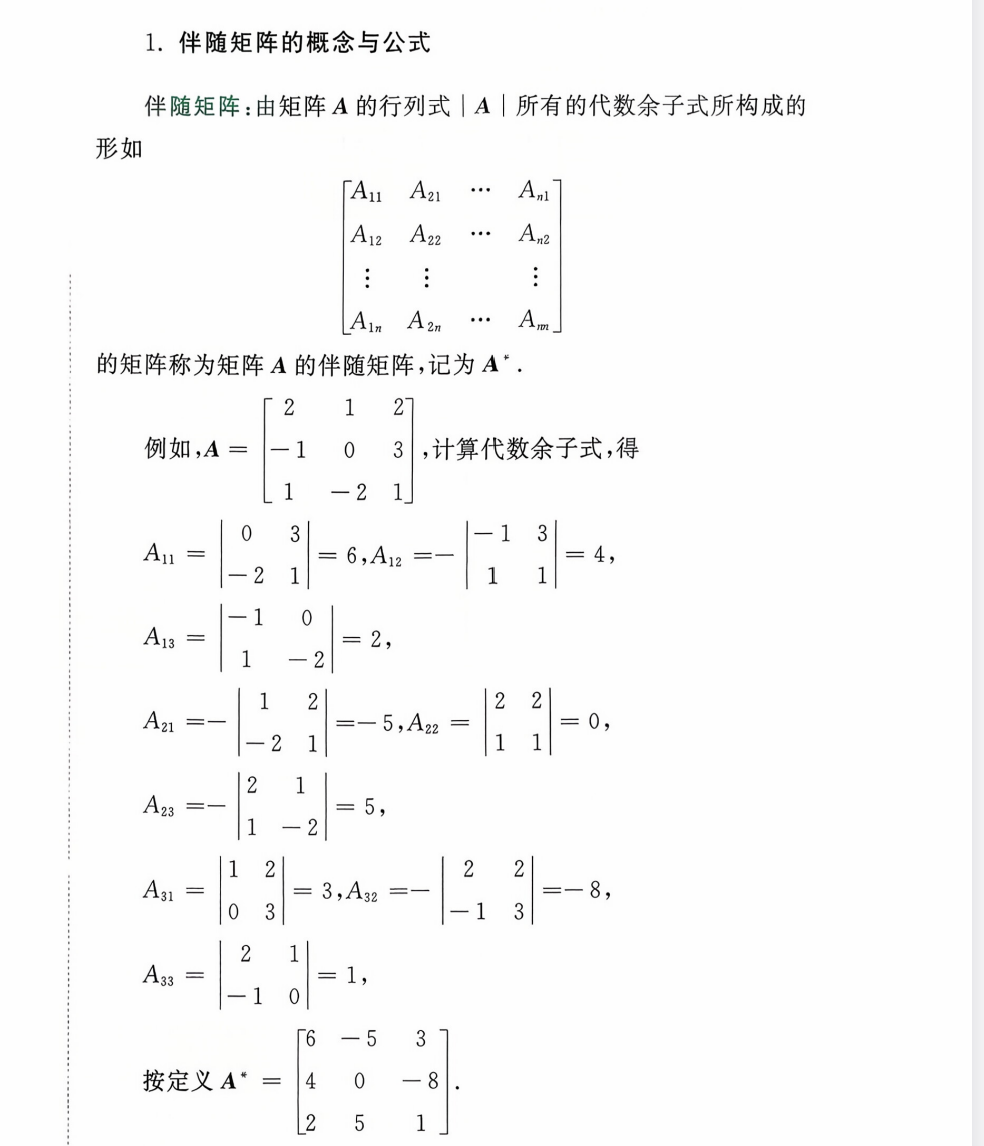 1. 伴随矩阵的概念与公式
伴随矩阵:由矩阵 A 的行列式 | A | 所有的代数余子式所构成的
形如
[A₁₁ A₂₁ ⋯ Aₙ₁
A₁₂ A₂₂ ⋯ Aₙ₂
⋮ ⋮ ⋮
A₁ₙ A₂ₙ ⋯ Aₙₙ]
的矩阵称为矩阵 A 的伴随矩阵,记为 A*.
例如,A = [2 1 2; −1 0 3; 1 −2 1],计算代数余子式,得
A₁₁ = |0 3; −2 1| = 6,A₁₂ =− |−1 3; 1 1| = 4,
A₁₃ = |−1 0; 1 −2| = 2,
A₂₁ =− |1 2; −2 1| =− 5,A₂₂ = |2 2; 1 1| = 0,
A₂₃ =− |2 1; 1 −2| = 5,
A₃₁ = |1 2; 0 3| = 3,A₃₂ =− |2 2; −1 3| =− 8,
A₃₃ = |2 1; −1 0| = 1,
按定义 A* = [6 −5 3; 4 0 −8; 2 5 1].